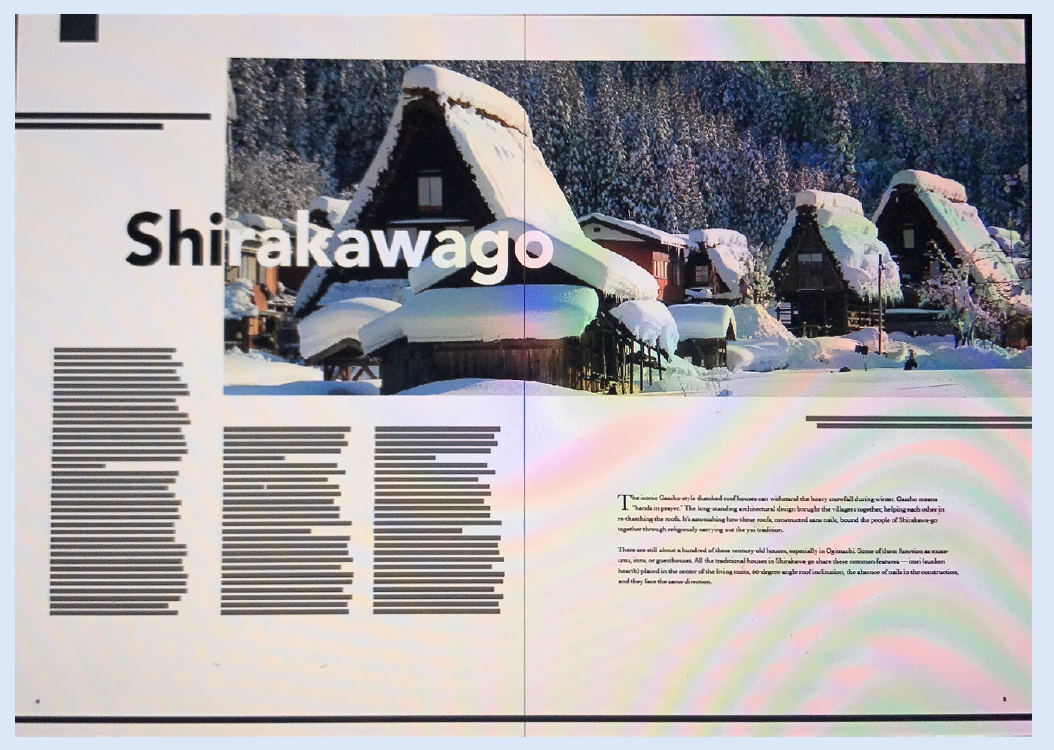 Shirakawago
The iconic Gassho-style thatched roof houses can withstand the heavy snowfall during winter. Gassho means
"hands in prayer." The long-standing architectural design bought the villagers together, helping each other in
re-thatching the roofs. It's astonishing how these roofs, constructed sans nails, bound the people of Shirakawa-go
together through religiously carrying out the yui tradition.
There are still about a hundred of these century-old houses, especially in Ogimachi. Some of them function as muse-
ums, inns, or guesthouses. All the traditional houses in Shirakawa-go share these common features — irori (sunken
hearth) placed in the center of the living room, 60-degree angle roof inclination, the absence of nails in the construction,
and they face the same direction.